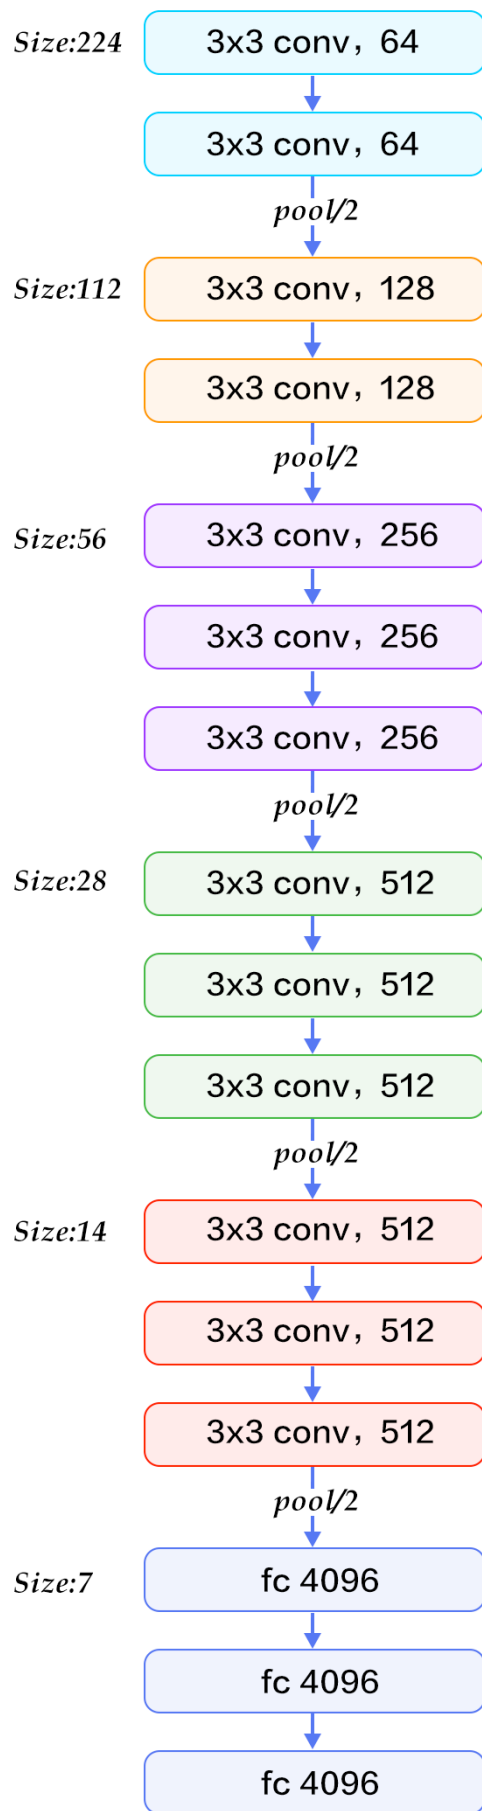 Size:224 3x3 conv, 64
3x3 conv, 64
pool/2
Size:112 3x3 conv, 128
3x3 conv, 128
pool/2
Size:56 3x3 conv, 256
3x3 conv, 256
3x3 conv, 256
pool/2
Size:28 3x3 conv, 512
3x3 conv, 512
3x3 conv, 512
pool/2
Size:14 3x3 conv, 512
3x3 conv, 512
3x3 conv, 512
pool/2
Size:7 fc 4096
fc 4096
fc 4096